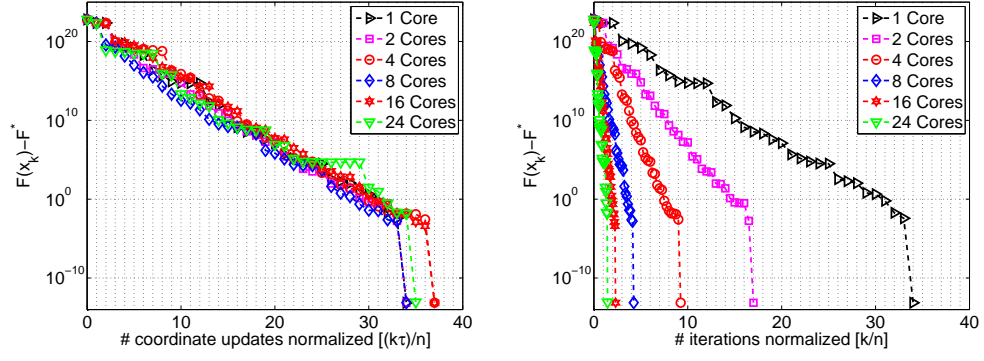 10^20
10^10
10^0
10^-10
F(x_k)-F^*
0
10
20
30
40
# coordinate updates normalized [(kτ)/n]
1 Core
2 Cores
4 Cores
8 Cores
16 Cores
24 Cores
10^20
10^10
10^0
10^-10
F(x_k)-F^*
0
10
20
30
40
# iterations normalized [k/n]
1 Core
2 Cores
4 Cores
8 Cores
16 Cores
24 Cores